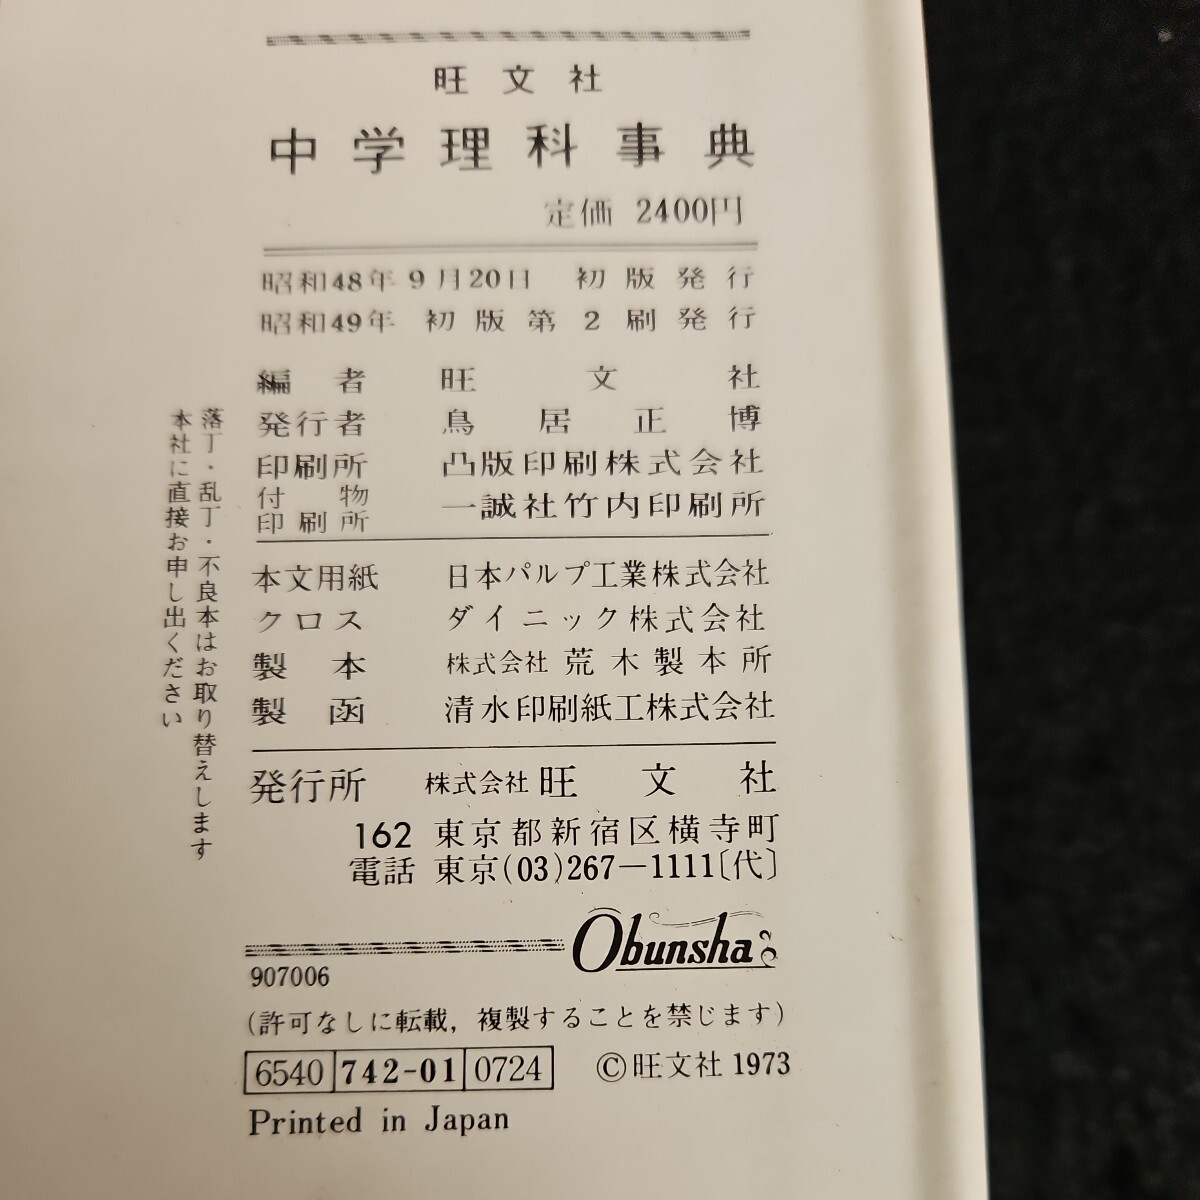 旺文社
中学理科事典
定価 2400円
昭和48年9月20日 初版発行
昭和49年 初版第2刷発行
編者 旺文社
発行者 鳥居正博
印刷所 凸版印刷株式会社
付物印刷所 一誠社竹内印刷所
本文用紙 日本パルプ工業株式会社
クロス ダイニック株式会社
製本 株式会社 荒木製本所
製函 清水印刷紙工株式会社
発行所 株式会社 旺文社
162 東京都新宿区横寺町
電話 東京(03)267-1111〔代〕
落丁・乱丁・不良本はお取り替えします
本社に直接お申し出ください
Obunsha
907006
(許可なしに転載,複製することを禁じます)
6540 742-01 0724 ©旺文社 1973
Printed in Japan